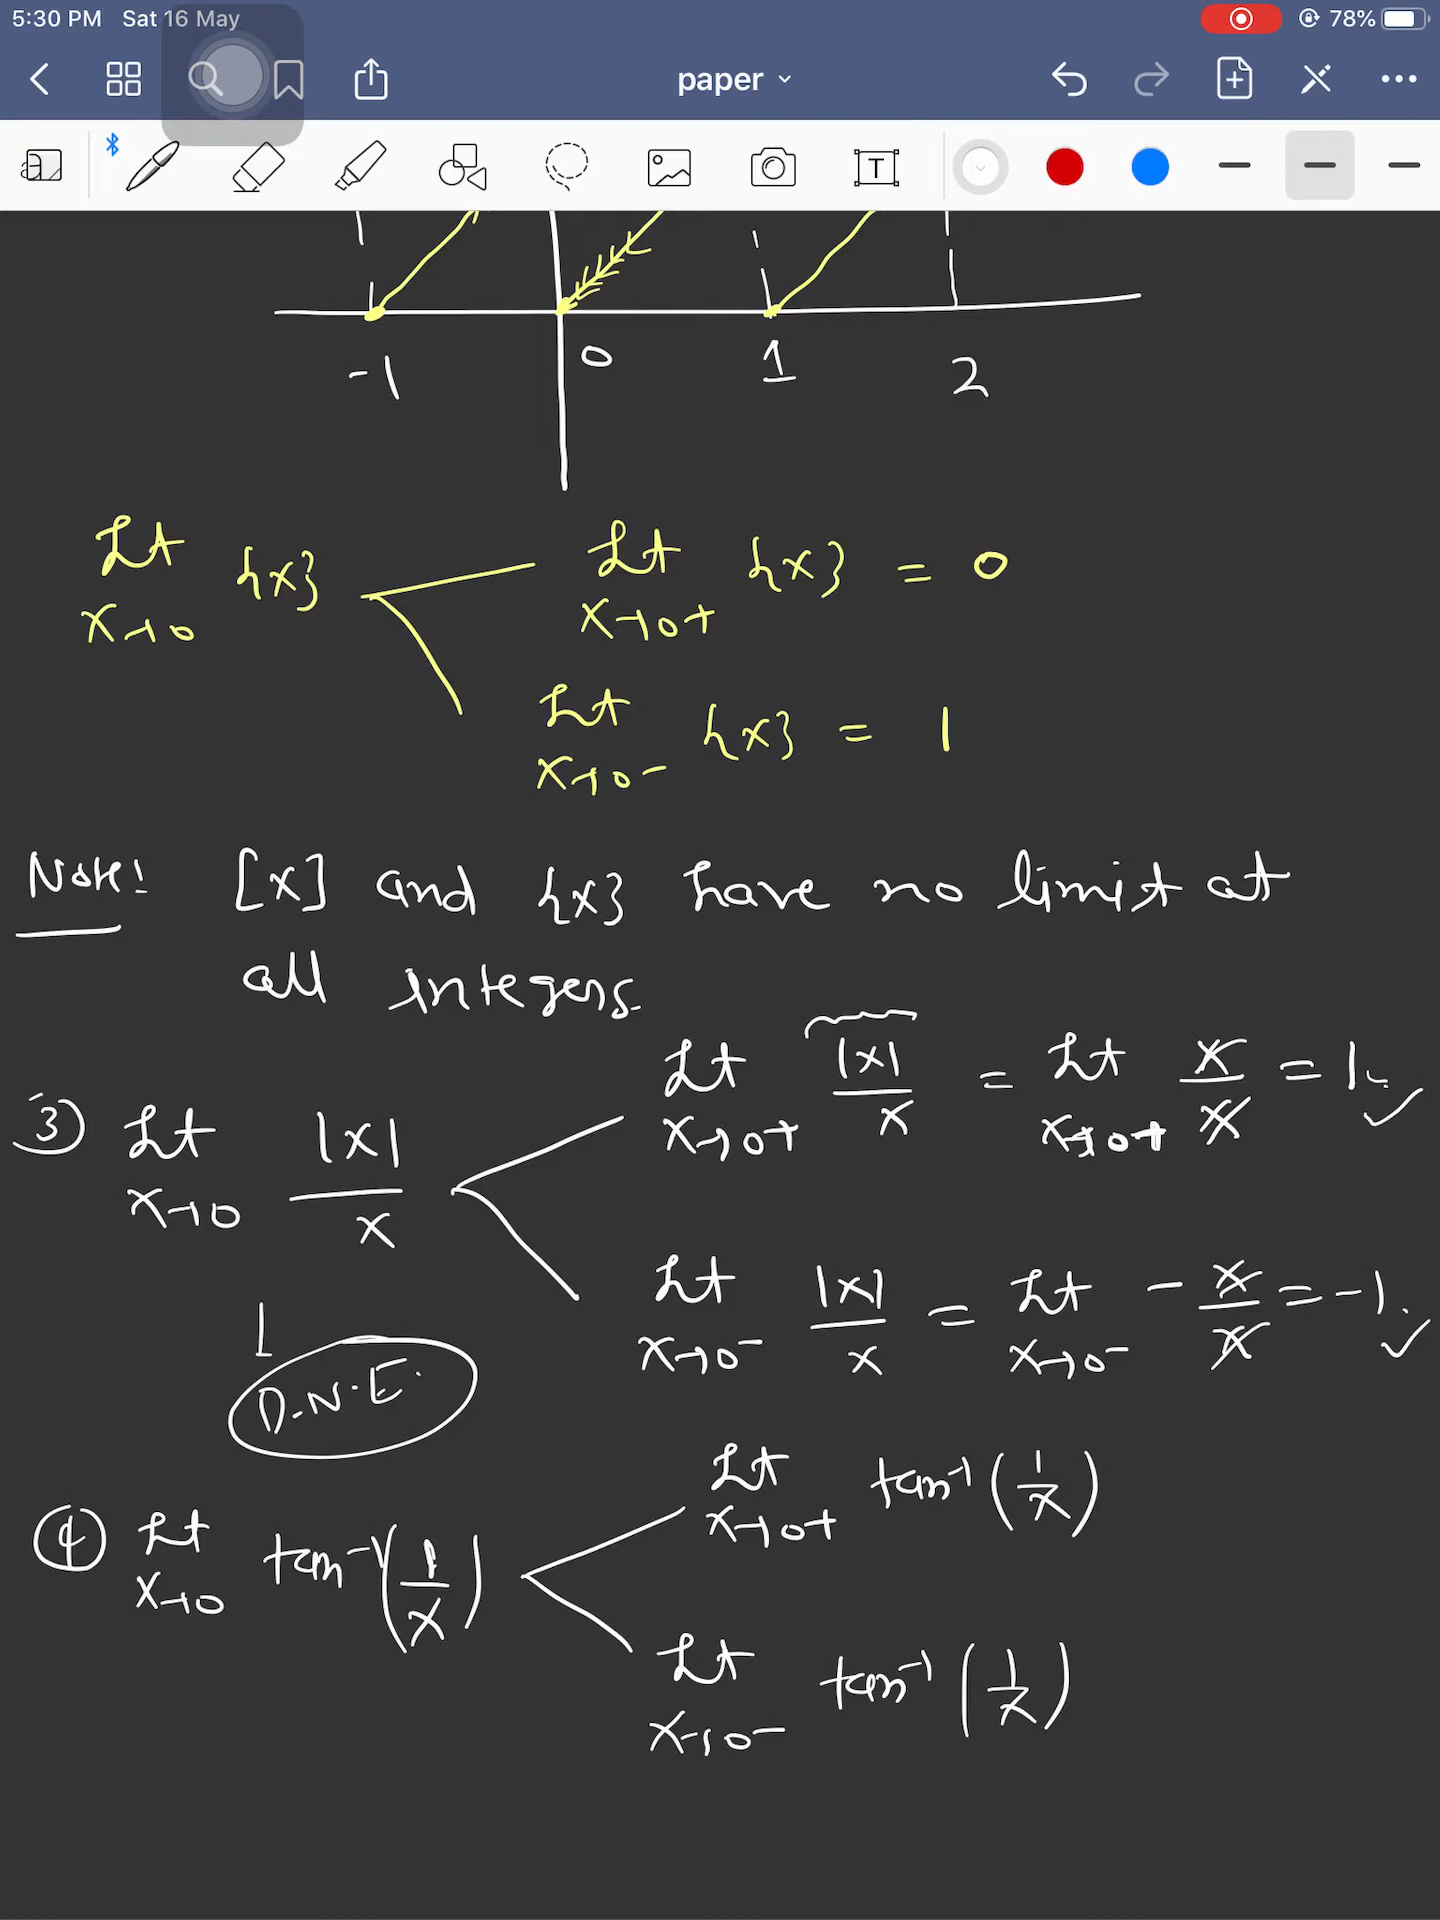 5:30 PM Sat 16 May 78%
paper
T
-1 0 1 2
Lt x→0 {x} Lt x→0+ {x} = 0
Lt x→0- {x} = 1
Note: [x] and {x} have no limit at
all integers.
③ Lt x→0 |x|/x Lt x→0+ |x|/x = Lt x→0+ x/x = 1.
Lt x→0- |x|/x = Lt x→0- -x/x = -1.
D.N.E.
④ Lt x→0 tan⁻¹(1/x) Lt x→0+ tan⁻¹(1/x)
Lt x→0- tan⁻¹(1/x)